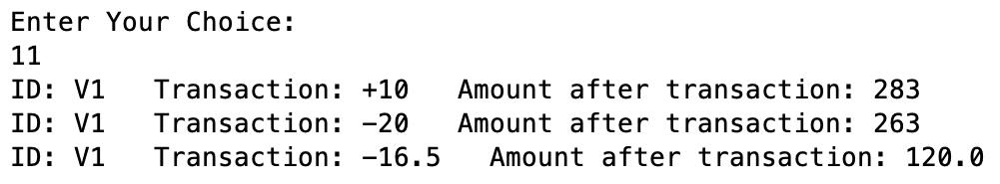 Enter Your Choice:
11
ID: V1   Transaction: +10   Amount after transaction: 283
ID: V1   Transaction: -20   Amount after transaction: 263
ID: V1   Transaction: -16.5   Amount after transaction: 120.0